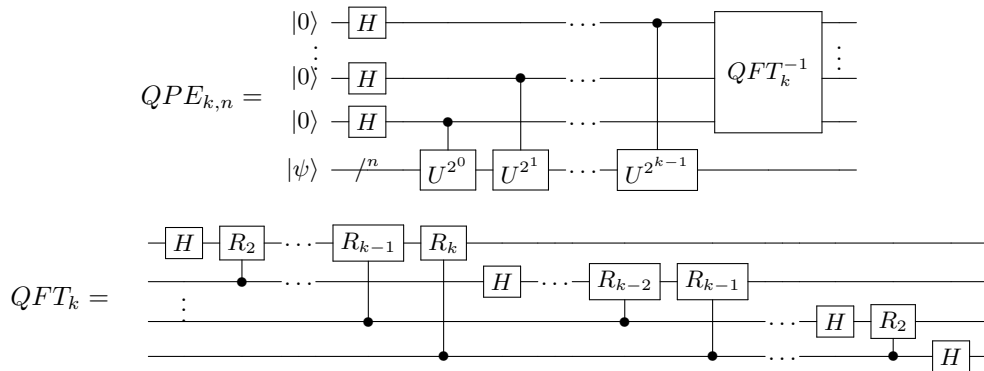 |0⟩ H ··· QFT_k^{-1}
⋮ ⋮
QPE_{k,n} = |0⟩ H ···
|0⟩ H ···
|ψ⟩ /^n U^{2^0} U^{2^1} ··· U^{2^{k-1}}
H R_2 ··· R_{k-1} R_k
QFT_k = ··· H ··· R_{k-2} R_{k-1}
⋮ ··· H R_2
··· H